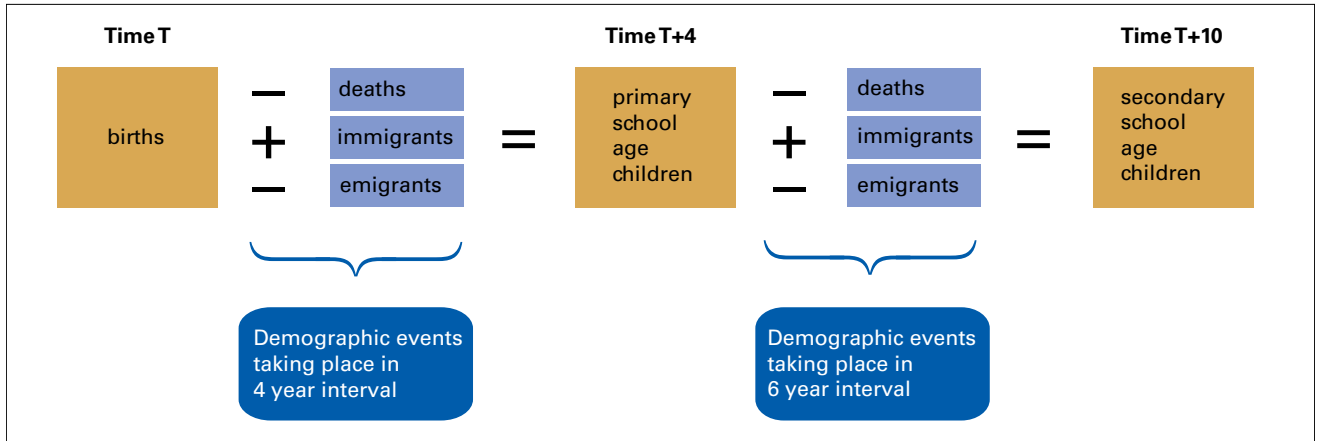 Time T
Time T+4
Time T+10
births
−
deaths
+
immigrants
−
emigrants
=
primary
school
age
children
−
deaths
+
immigrants
−
emigrants
=
secondary
school
age
children
Demographic events
taking place in
4 year interval
Demographic events
taking place in
6 year interval